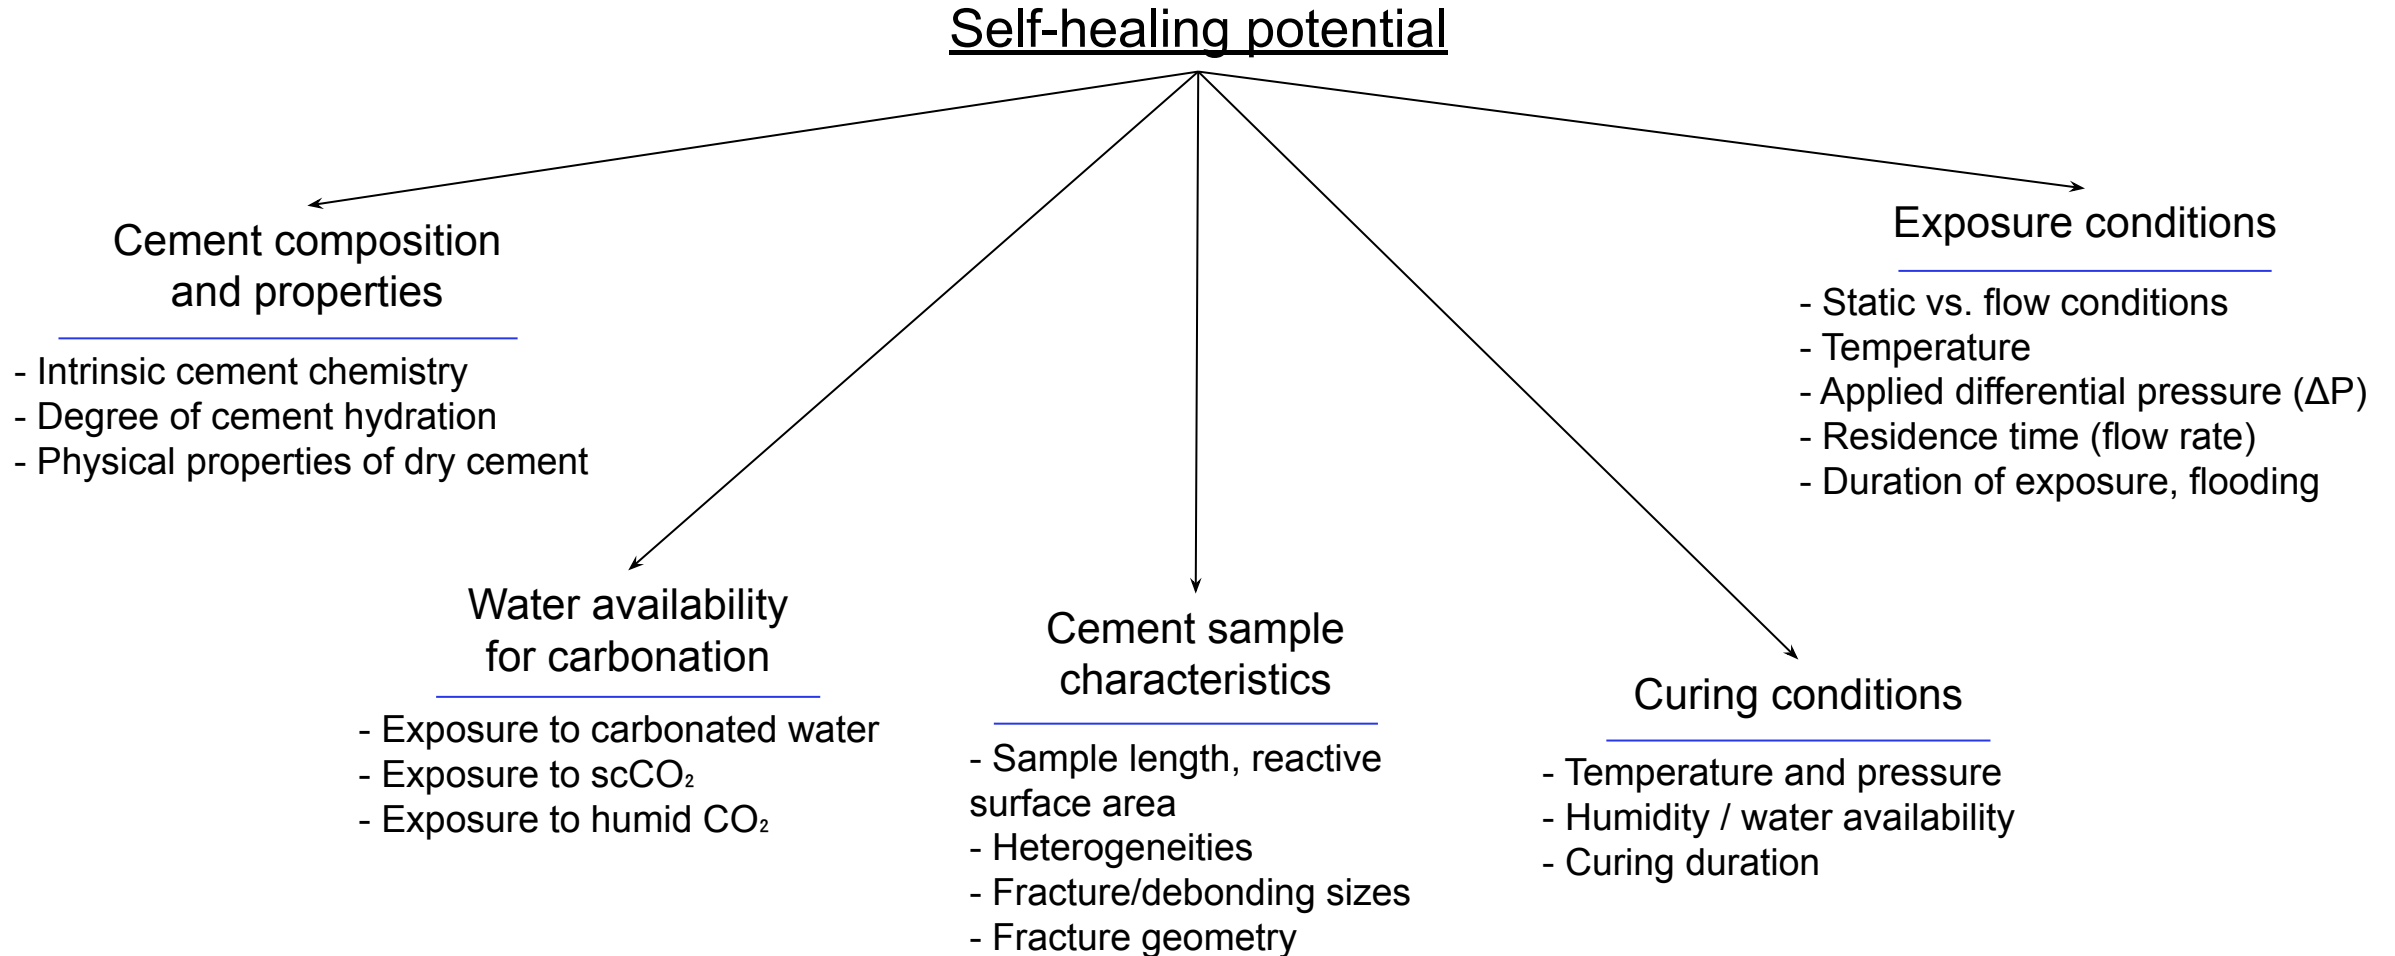 Self-healing potential
Cement composition
and properties
- Intrinsic cement chemistry
- Degree of cement hydration
- Physical properties of dry cement
Water availability
for carbonation
- Exposure to carbonated water
- Exposure to scCO₂
- Exposure to humid CO₂
Cement sample
characteristics
- Sample length, reactive
surface area
- Heterogeneities
- Fracture/debonding sizes
- Fracture geometry
Curing conditions
- Temperature and pressure
- Humidity / water availability
- Curing duration
Exposure conditions
- Static vs. flow conditions
- Temperature
- Applied differential pressure (ΔP)
- Residence time (flow rate)
- Duration of exposure, flooding